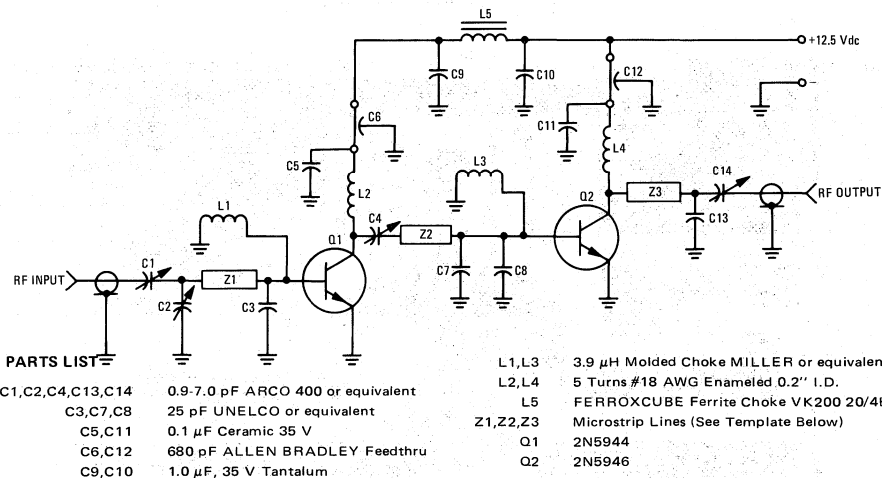 L5
+12.5 Vdc
C9
C10
C12
−
C6
C11
C5
L3
L4
L2
C14
L1
Q2
Z3
RF OUTPUT
C4
C13
Q1
Z2
C1
C7
C8
RF INPUT
Z1
C2
C3
PARTS LIST
C1,C2,C4,C13,C14 0.9-7.0 pF ARCO 400 or equivalent
C3,C7,C8 25 pF UNELCO or equivalent
C5,C11 0.1 μF Ceramic 35 V
C6,C12 680 pF ALLEN BRADLEY Feedthru
C9,C10 1.0 μF, 35 V Tantalum
L1,L3 3.9 μH Molded Choke MILLER or equivalen
L2,L4 5 Turns #18 AWG Enameled 0.2'' I.D.
L5 FERROXCUBE Ferrite Choke VK200 20/4
Z1,Z2,Z3 Microstrip Lines (See Template Below)
Q1 2N5944
Q2 2N5946